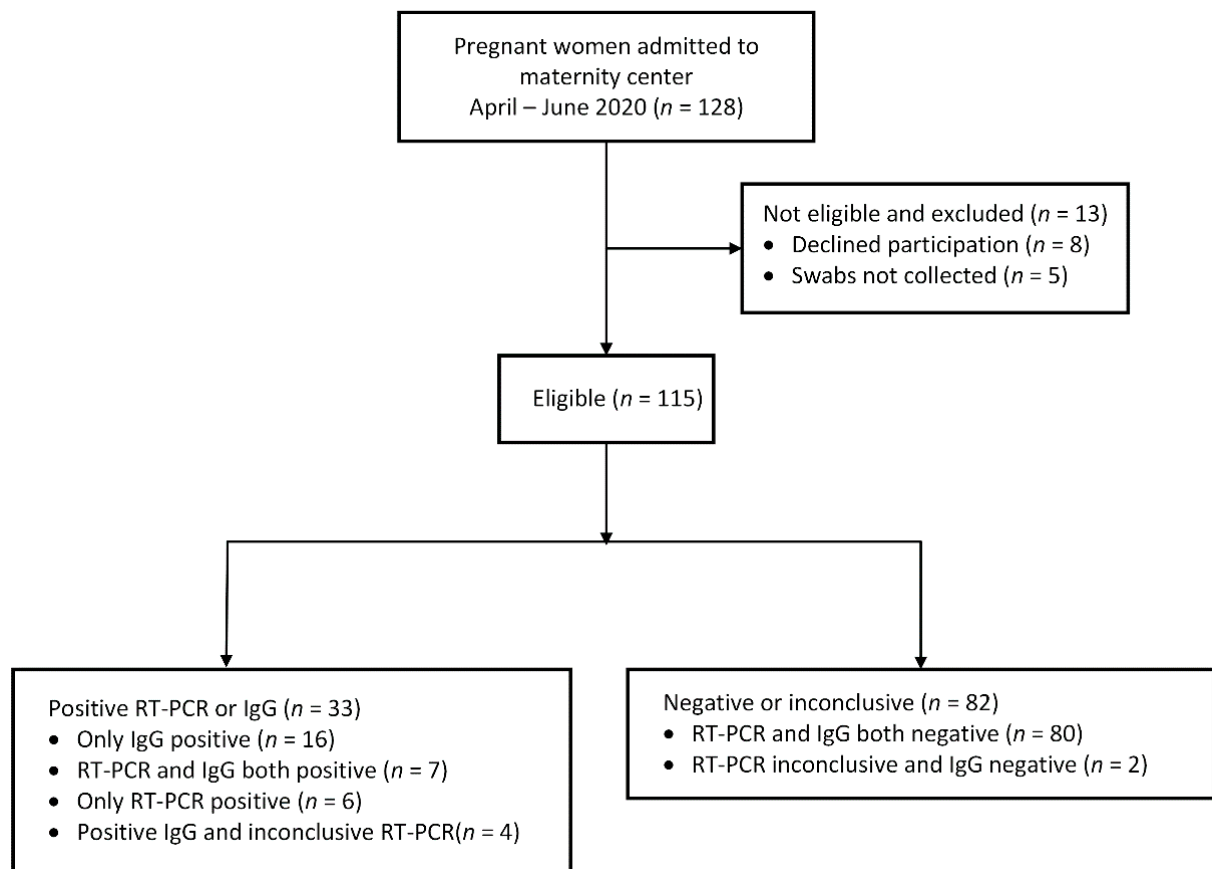 Pregnant women admitted to
maternity center
April – June 2020 (n = 128)
Not eligible and excluded (n = 13)
• Declined participation (n = 8)
• Swabs not collected (n = 5)
Eligible (n = 115)
Positive RT-PCR or IgG (n = 33)
• Only IgG positive (n = 16)
• RT-PCR and IgG both positive (n = 7)
• Only RT-PCR positive (n = 6)
• Positive IgG and inconclusive RT-PCR(n = 4)
Negative or inconclusive (n = 82)
• RT-PCR and IgG both negative (n = 80)
• RT-PCR inconclusive and IgG negative (n = 2)